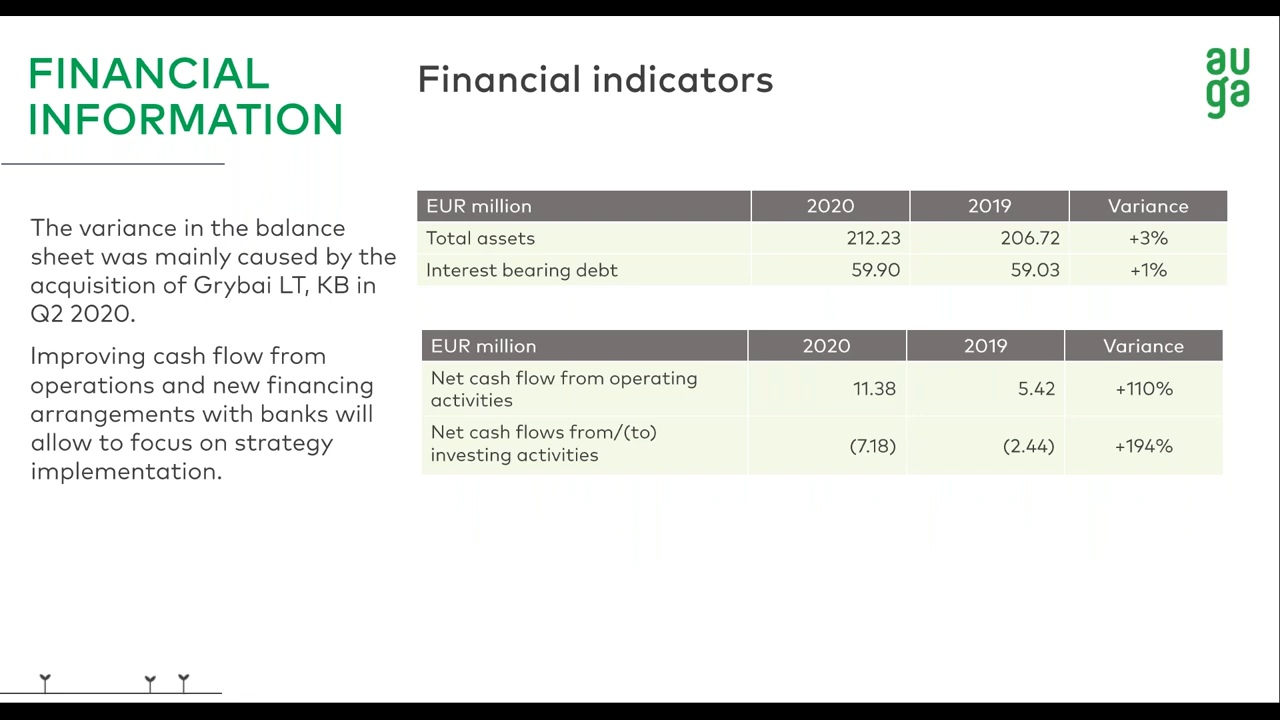 FINANCIAL
INFORMATION
The variance in the balance
sheet was mainly caused by the
acquisition of Grybai LT, KB in
Q2 2020.
Improving cash flow from
operations and new financing
arrangements with banks will
allow to focus on strategy
implementation.
Financial indicators
au
ga
EUR million 2020 2019 Variance
Total assets 212.23 206.72 +3%
Interest bearing debt 59.90 59.03 +1%
EUR million 2020 2019 Variance
Net cash flow from operating
activities 11.38 5.42 +110%
Net cash flows from/(to)
investing activities (7.18) (2.44) +194%